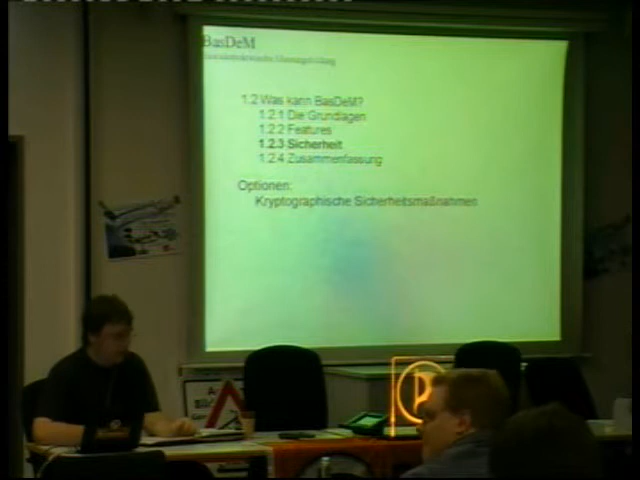 BasDeM
1.2 Was kann BasDeM?
1.2.1 Die Grundlagen
1.2.2 Features
1.2.3 Sicherheit
1.2.4 Zusammenfassung
Optionen:
Kryptographische Sicherheitsmaßnahmen